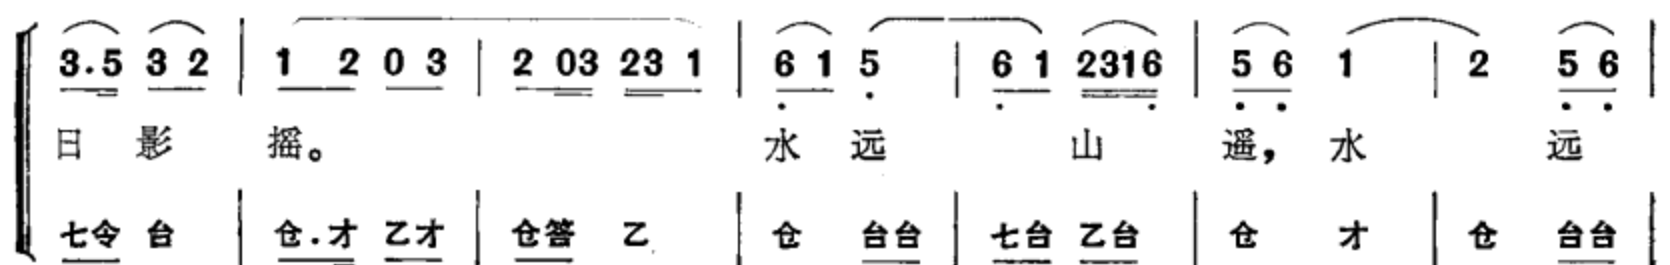 3.5 3 2 | 1 2 0 3 | 2 03 23 1 | 6 1 5 | 6 1 2316 | 5 6 1 | 2 5 6 |
日 影 摇。 水 远 山 遥，水 远
七令 台 | 仓.才 乙才 | 仓答 乙 | 仓 台台 | 七台 乙台 | 仓 才 | 仓 台台 |